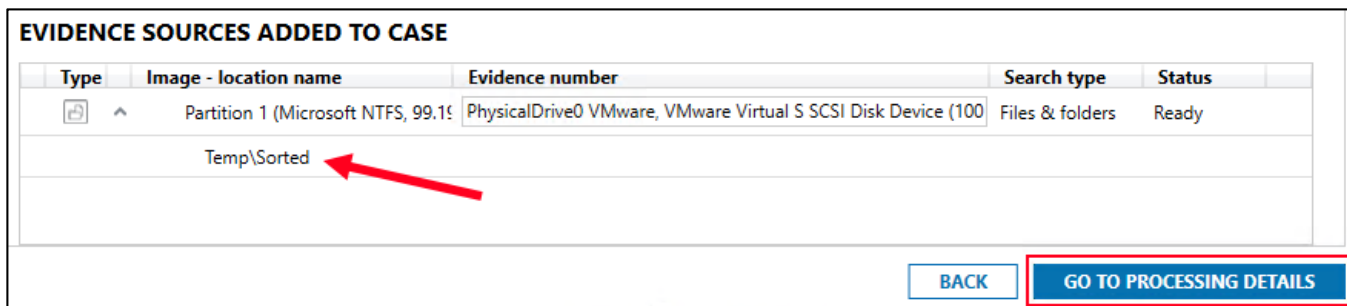 EVIDENCE SOURCES ADDED TO CASE
Type Image - location name Evidence number Search type Status
Partition 1 (Microsoft NTFS, 99.19 PhysicalDrive0 VMware, VMware Virtual S SCSI Disk Device (100 Files & folders Ready
Temp\Sorted
BACK GO TO PROCESSING DETAILS